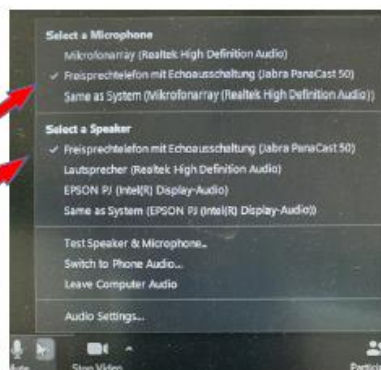 Select a Microphone
Mikrofonarray (Realtek High Definition Audio)
✓ Freisprechtelefon mit Echoausschaltung (Jabra PanaCast 50)
Same as System (Mikrofonarray (Realtek High Definition Audio))
Select a Speaker
✓ Freisprechtelefon mit Echoausschaltung (Jabra PanaCast 50)
Lautsprecher (Realtek High Definition Audio)
EPSON PJ (Intel(R) Display-Audio)
Same as System (EPSON PJ (Intel(R) Display-Audio))
Test Speaker & Microphone...
Switch to Phone Audio...
Leave Computer Audio
Audio Settings...
Stop Video